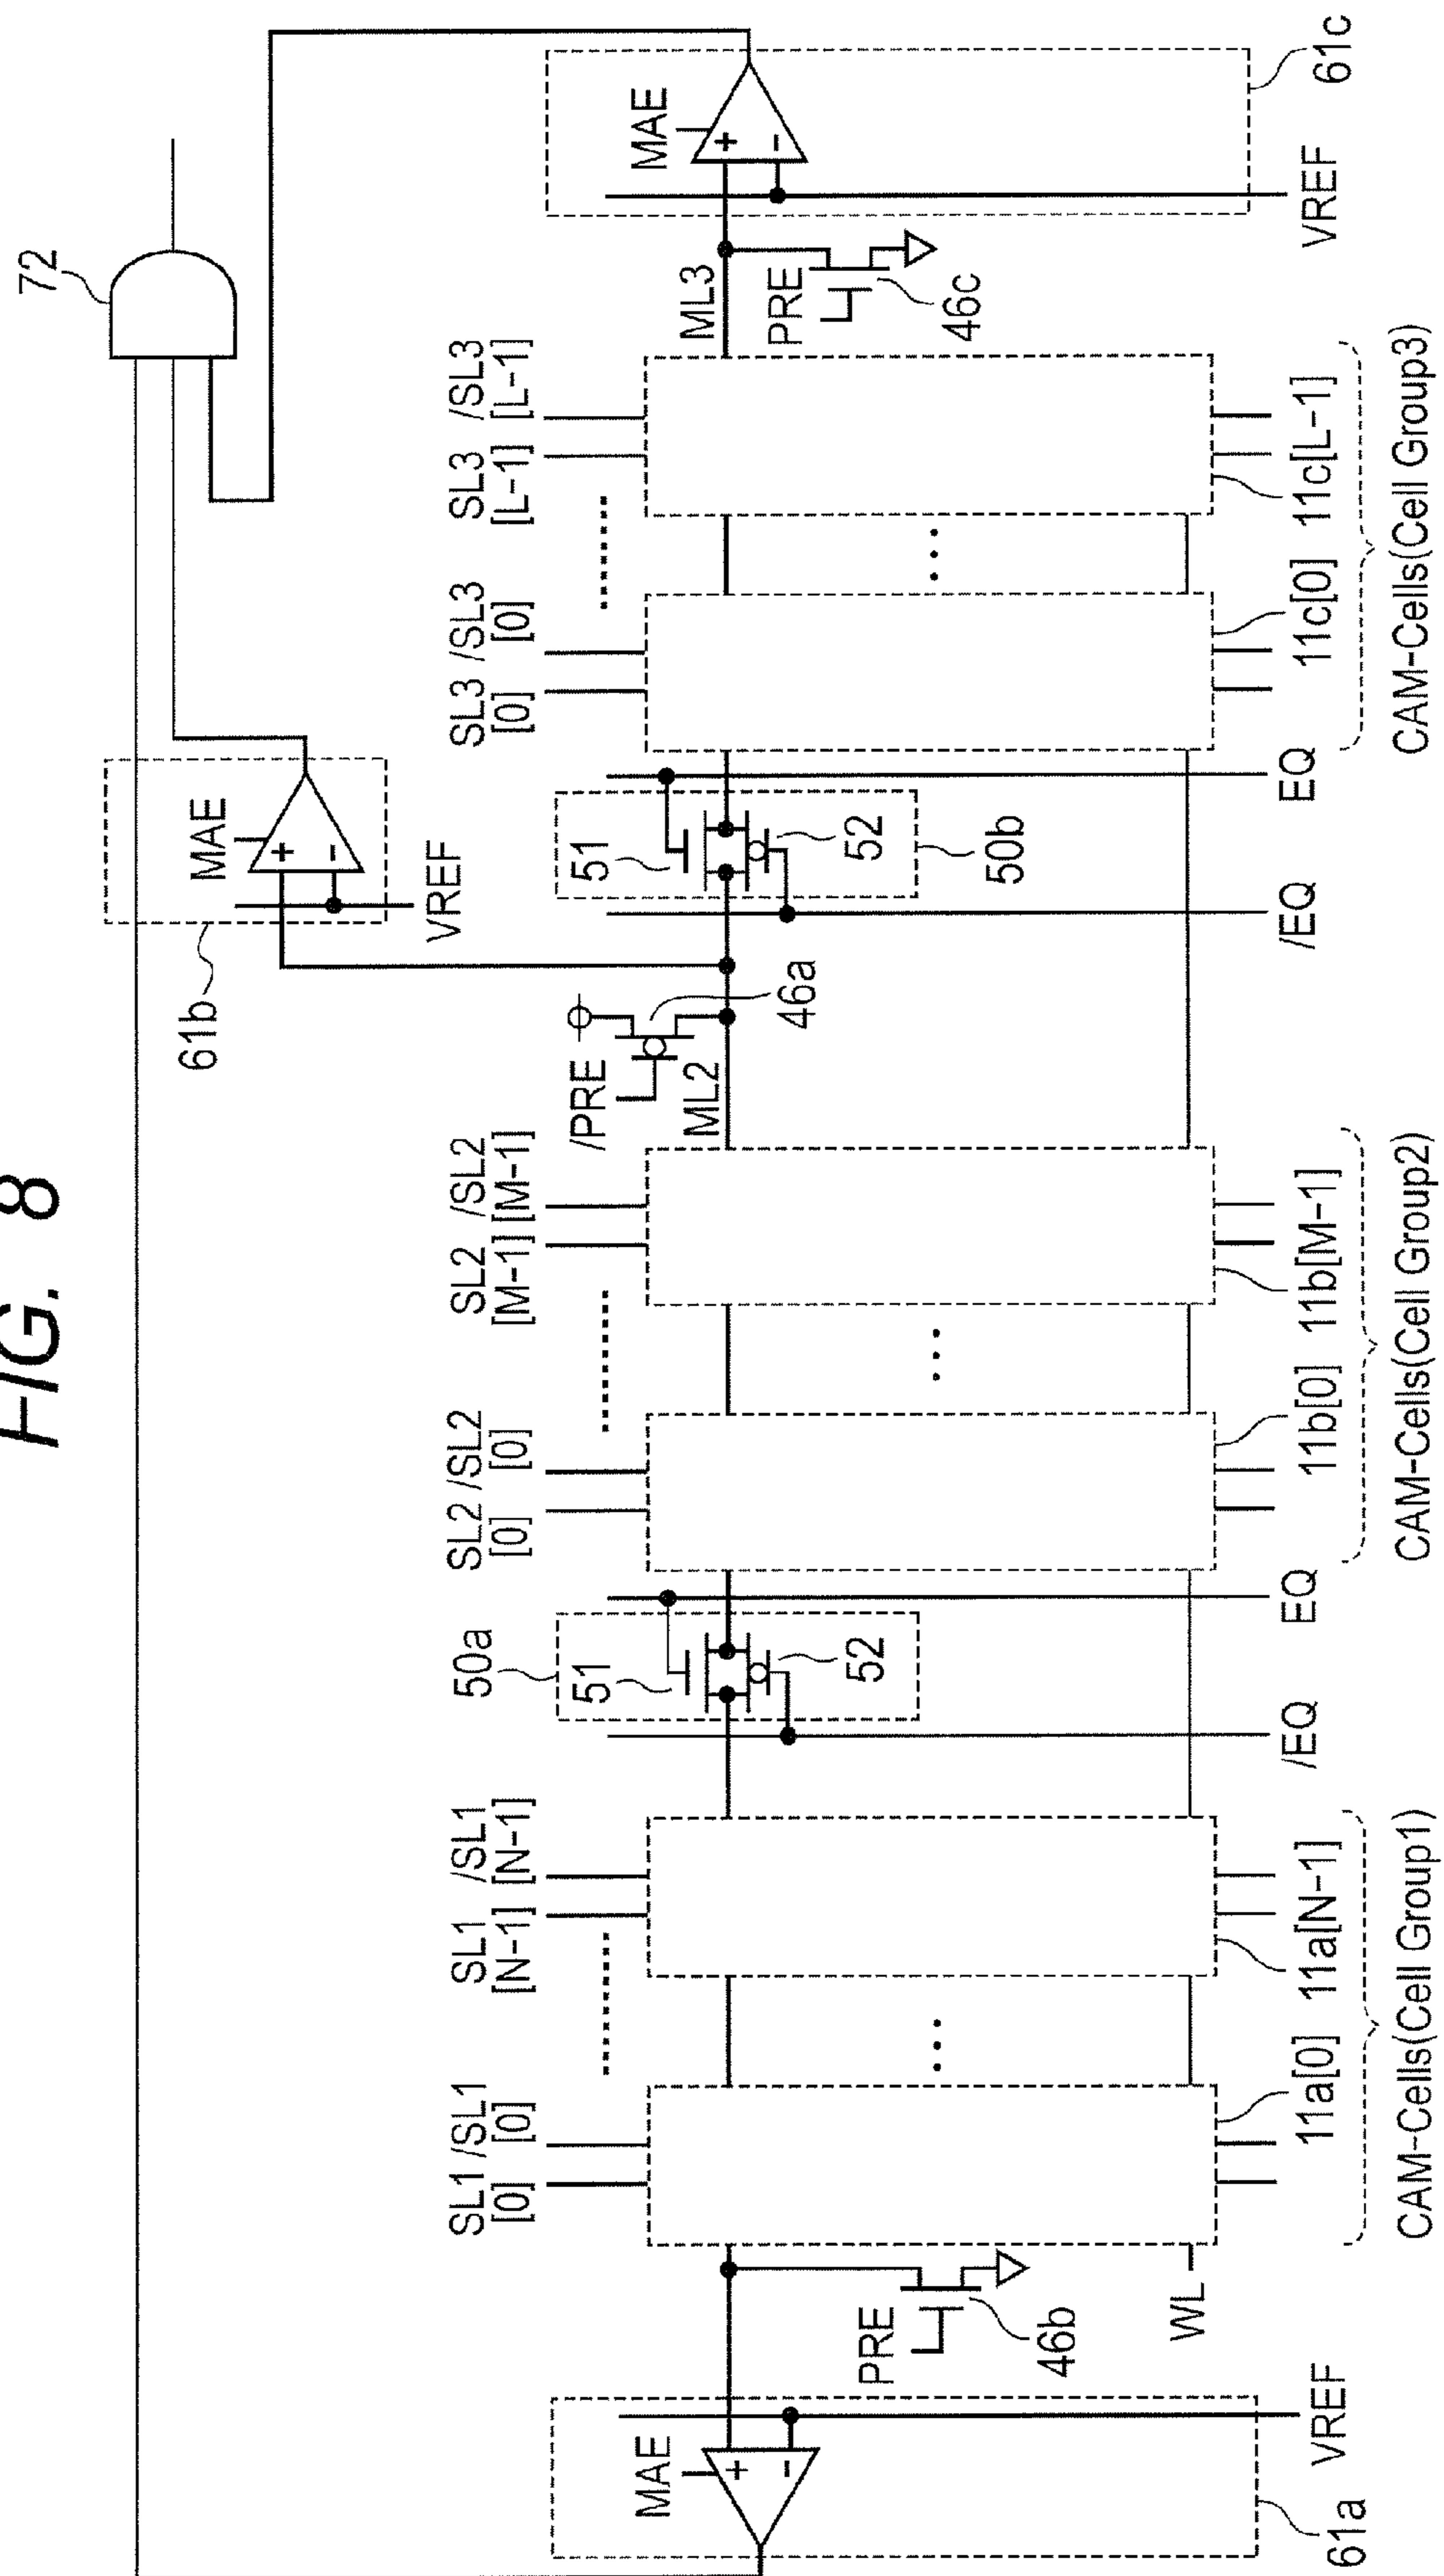 FIG. 8
72
61b
MAE
+
-
VREF
SL1
[0]
/SL1
[0]
SL1
[N-1]
/SL1
[N-1]
SL2
[0]
/SL2
[0]
SL2
[M-1]
/SL2
[M-1]
SL3
[0]
/SL3
[0]
SL3
[L-1]
/SL3
[L-1]
50a
51
52
/PRE
46a
ML2
51
52
50b
ML3
PRE
46c
MAE
+
-
VREF
61c
MAE
+
-
VREF
61a
PRE
46b
WL
/EQ
EQ
/EQ
EQ
11a[0]
11a[N-1]
11b[0]
11b[M-1]
11c[0]
11c[L-1]
CAM-Cells(Cell Group1)
CAM-Cells(Cell Group2)
CAM-Cells(Cell Group3)